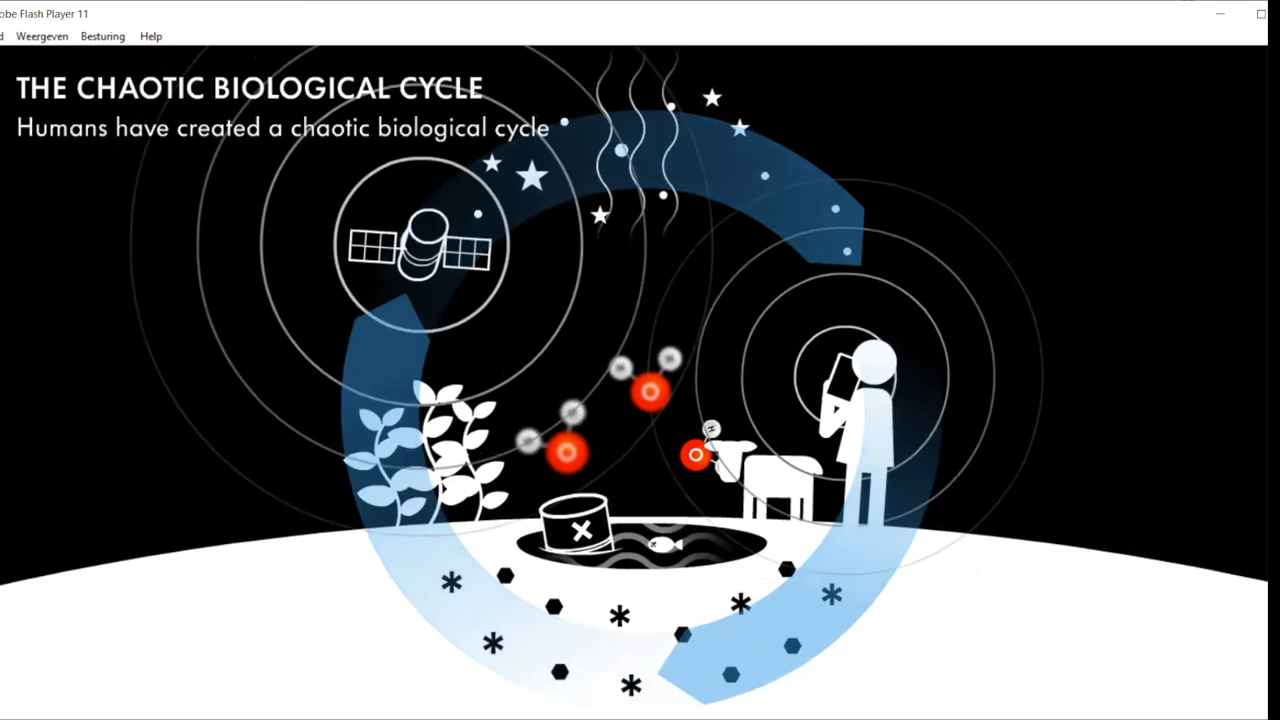 obe Flash Player 11
d Weergeven Besturing Help
THE CHAOTIC BIOLOGICAL CYCLE
Humans have created a chaotic biological cycle
H